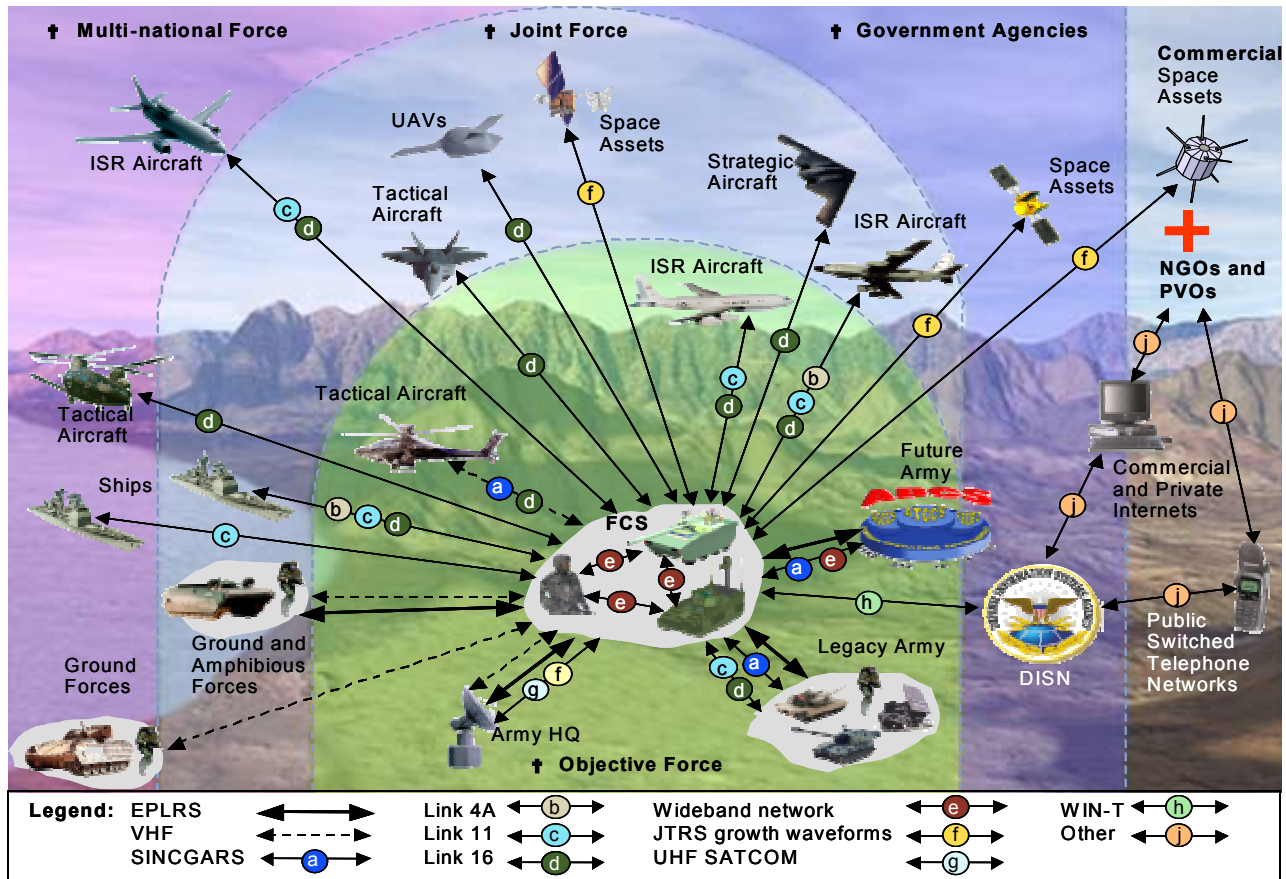 ✝ Multi-national Force
✝ Joint Force
✝ Government Agencies
Commercial
Space
Assets
ISR Aircraft
UAVs
Space
Assets
Strategic
Aircraft
Space
Assets
Tactical
Aircraft
ISR Aircraft
ISR Aircraft
NGOs and
PVOs
c
d
d
f
f
f
d
c
d
d
b
c
d
j
j
Tactical
Aircraft
d
Tactical Aircraft
a
d
Future
Army
ATCCS
Commercial
and Private
Internets
j
Ships
b
c
d
c
FCS
e
e
e
a
e
h
j
Ground and
Amphibious
Forces
Ground
Forces
Legacy Army
DISN
Public
Switched
Telephone
Networks
g
f
c
d
a
Army HQ
✝ Objective Force
Legend:
EPLRS
VHF
SINCGARS
a
Link 4A
b
Link 11
c
Link 16
d
Wideband network
e
JTRS growth waveforms
f
UHF SATCOM
g
WIN-T
h
Other
j